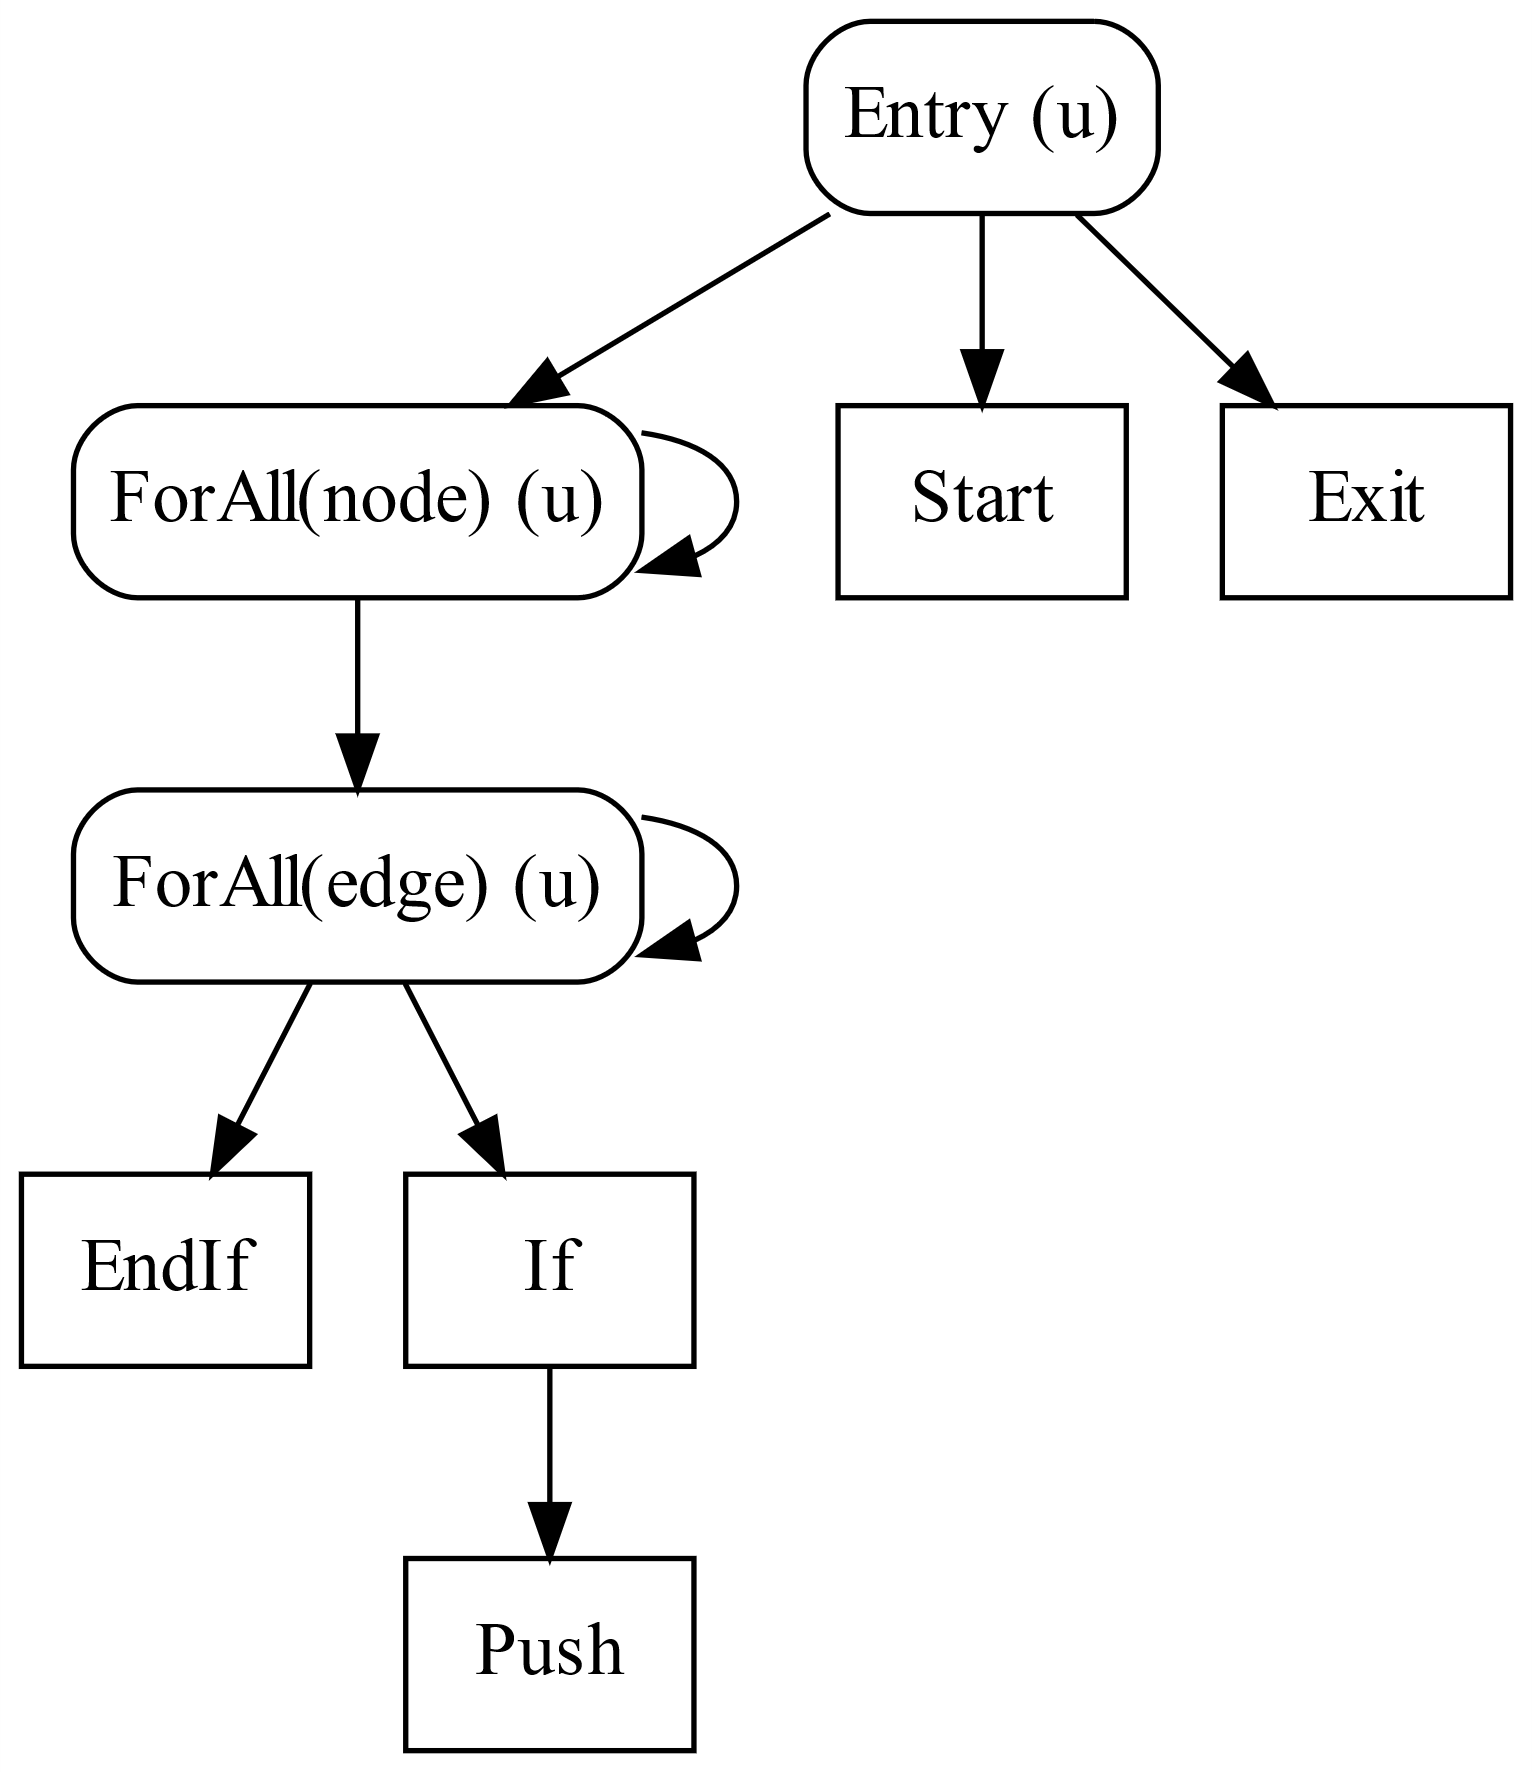 Entry (u)
ForAll(node) (u)
Start
Exit
ForAll(edge) (u)
EndIf
If
Push